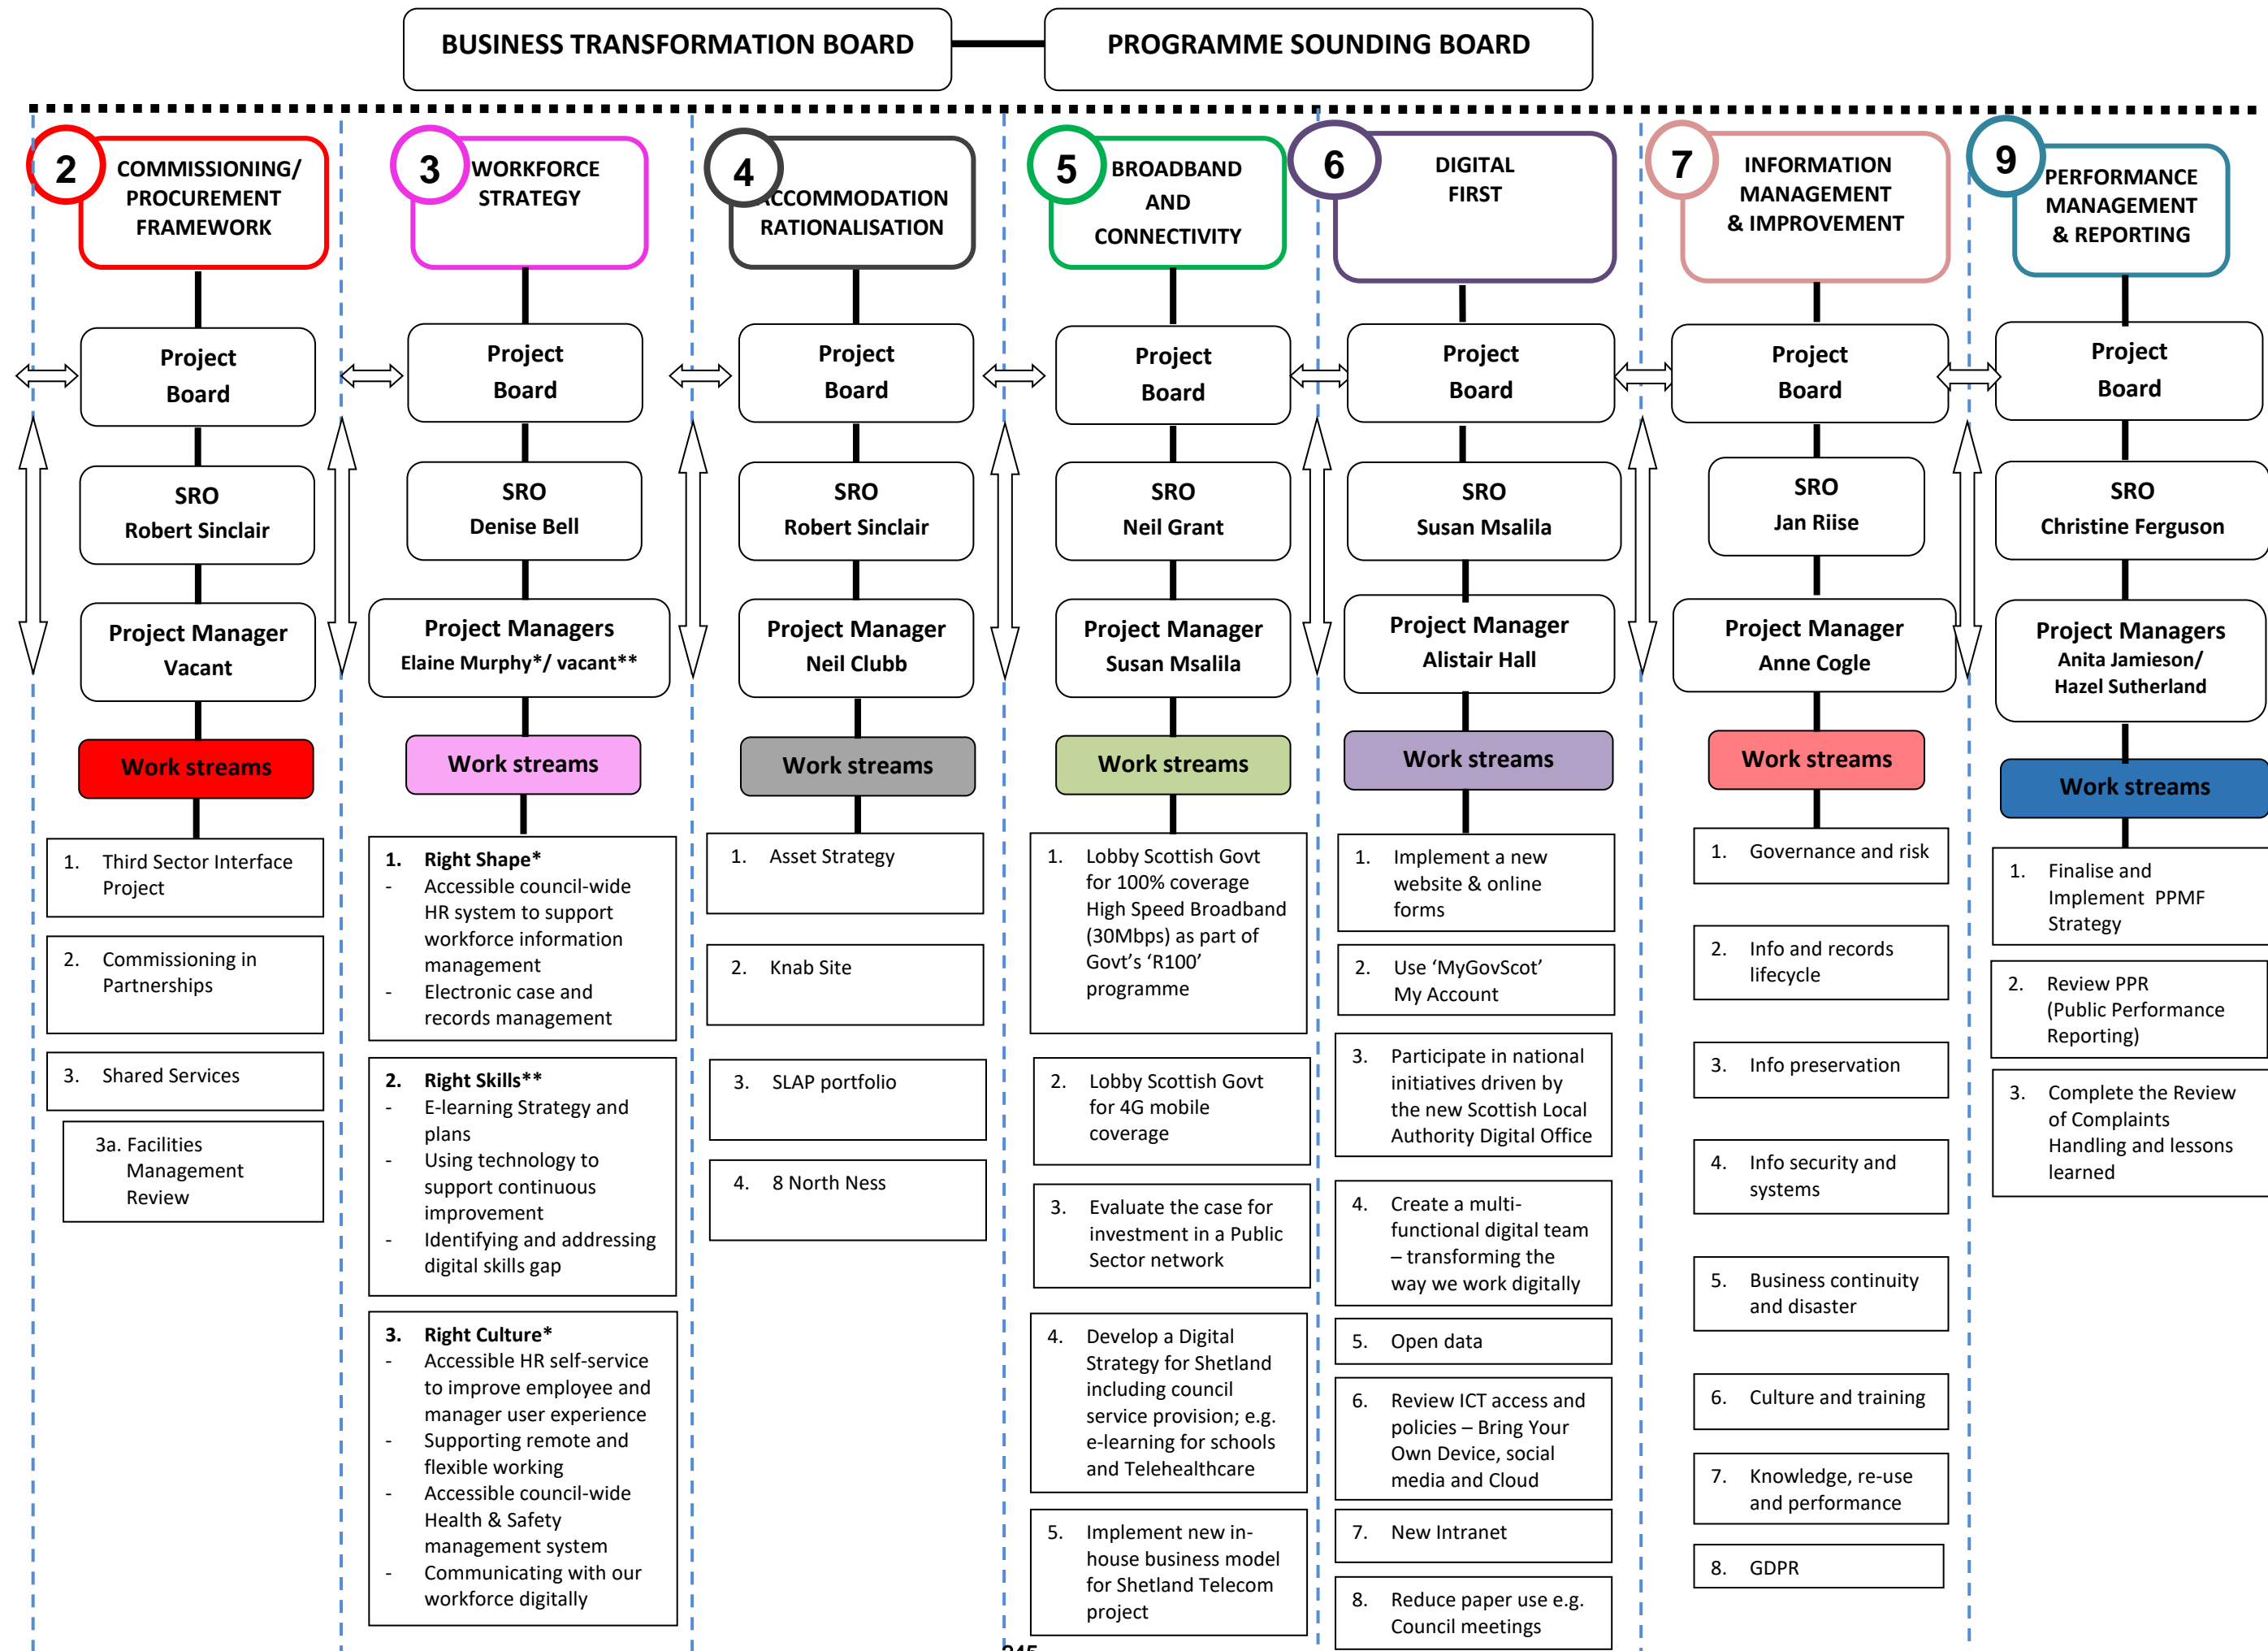 BUSINESS TRANSFORMATION BOARD
PROGRAMME SOUNDING BOARD
2
COMMISSIONING/
PROCUREMENT
FRAMEWORK
Project
Board
SRO
Robert Sinclair
Project Manager
Vacant
Work streams
1. Third Sector Interface
Project
2. Commissioning in
Partnerships
3. Shared Services
3a. Facilities
Management
Review
3
WORKFORCE
STRATEGY
Project
Board
SRO
Denise Bell
Project Managers
Elaine Murphy*/ vacant**
Work streams
1. Right Shape*
- Accessible council-wide
HR system to support
workforce information
management
- Electronic case and
records management
2. Right Skills**
- E-learning Strategy and
plans
- Using technology to
support continuous
improvement
- Identifying and addressing
digital skills gap
3. Right Culture*
- Accessible HR self-service
to improve employee and
manager user experience
- Supporting remote and
flexible working
- Accessible council-wide
Health & Safety
management system
- Communicating with our
workforce digitally
4
ACCOMMODATION
RATIONALISATION
Project
Board
SRO
Robert Sinclair
Project Manager
Neil Clubb
Work streams
1. Asset Strategy
2. Knab Site
3. SLAP portfolio
4. 8 North Ness
5
BROADBAND
AND
CONNECTIVITY
Project
Board
SRO
Neil Grant
Project Manager
Susan Msalila
Work streams
1. Lobby Scottish Govt
for 100% coverage
High Speed Broadband
(30Mbps) as part of
Govt’s ‘R100’
programme
2. Lobby Scottish Govt
for 4G mobile
coverage
3. Evaluate the case for
investment in a Public
Sector network
4. Develop a Digital
Strategy for Shetland
including council
service provision; e.g.
e-learning for schools
and Telehealthcare
5. Implement new in-
house business model
for Shetland Telecom
project
6
DIGITAL
FIRST
Project
Board
SRO
Susan Msalila
Project Manager
Alistair Hall
Work streams
1. Implement a new
website & online
forms
2. Use ‘MyGovScot’
My Account
3. Participate in national
initiatives driven by
the new Scottish Local
Authority Digital Office
4. Create a multi-
functional digital team
– transforming the
way we work digitally
5. Open data
6. Review ICT access and
policies – Bring Your
Own Device, social
media and Cloud
7. New Intranet
8. Reduce paper use e.g.
Council meetings
7
INFORMATION
MANAGEMENT
& IMPROVEMENT
Project
Board
SRO
Jan Riise
Project Manager
Anne Cogle
Work streams
1. Governance and risk
2. Info and records
lifecycle
3. Info preservation
4. Info security and
systems
5. Business continuity
and disaster
6. Culture and training
7. Knowledge, re-use
and performance
8. GDPR
9
PERFORMANCE
MANAGEMENT
& REPORTING
Project
Board
SRO
Christine Ferguson
Project Managers
Anita Jamieson/
Hazel Sutherland
Work streams
1. Finalise and
Implement PPMF
Strategy
2. Review PPR
(Public Performance
Reporting)
3. Complete the Review
of Complaints
Handling and lessons
learned